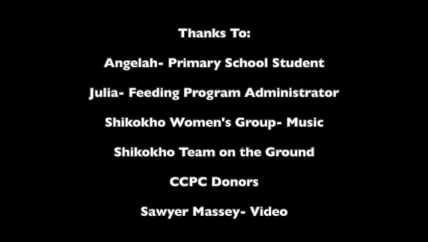 Thanks To:
Angelah- Primary School Student
Julia- Feeding Program Administrator
Shikokho Women's Group- Music
Shikokho Team on the Ground
CCPC Donors
Sawyer Massey- Video